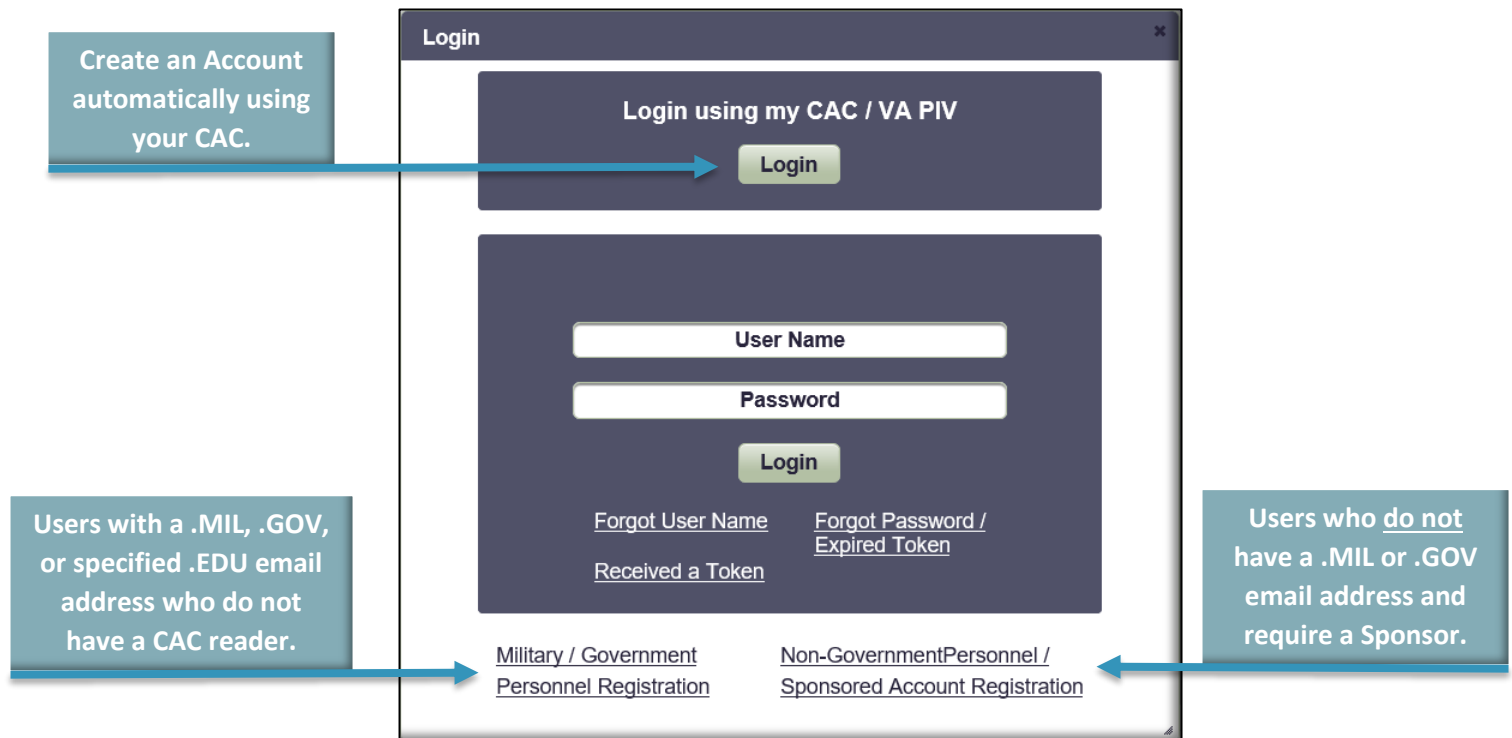 Login
Create an Account
automatically using
your CAC.
Login using my CAC / VA PIV
Login
User Name
Password
Login
Forgot User Name
Forgot Password /
Expired Token
Received a Token
Users with a .MIL, .GOV,
or specified .EDU email
address who do not
have a CAC reader.
Users who do not
have a .MIL or .GOV
email address and
require a Sponsor.
Military / Government
Personnel Registration
Non-GovernmentPersonnel /
Sponsored Account Registration